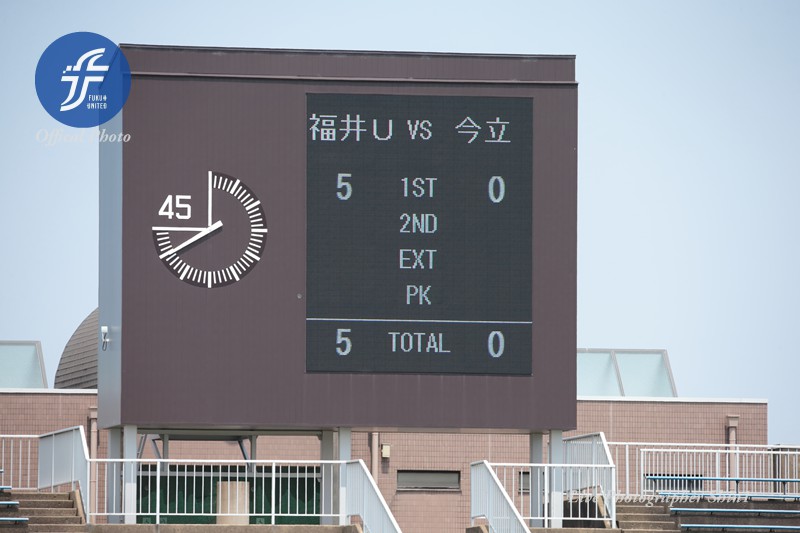 FUKUI
UNITED
Official Photo
福井U VS 今立
5 1ST 0
2ND
EXT
PK
5 TOTAL 0
45